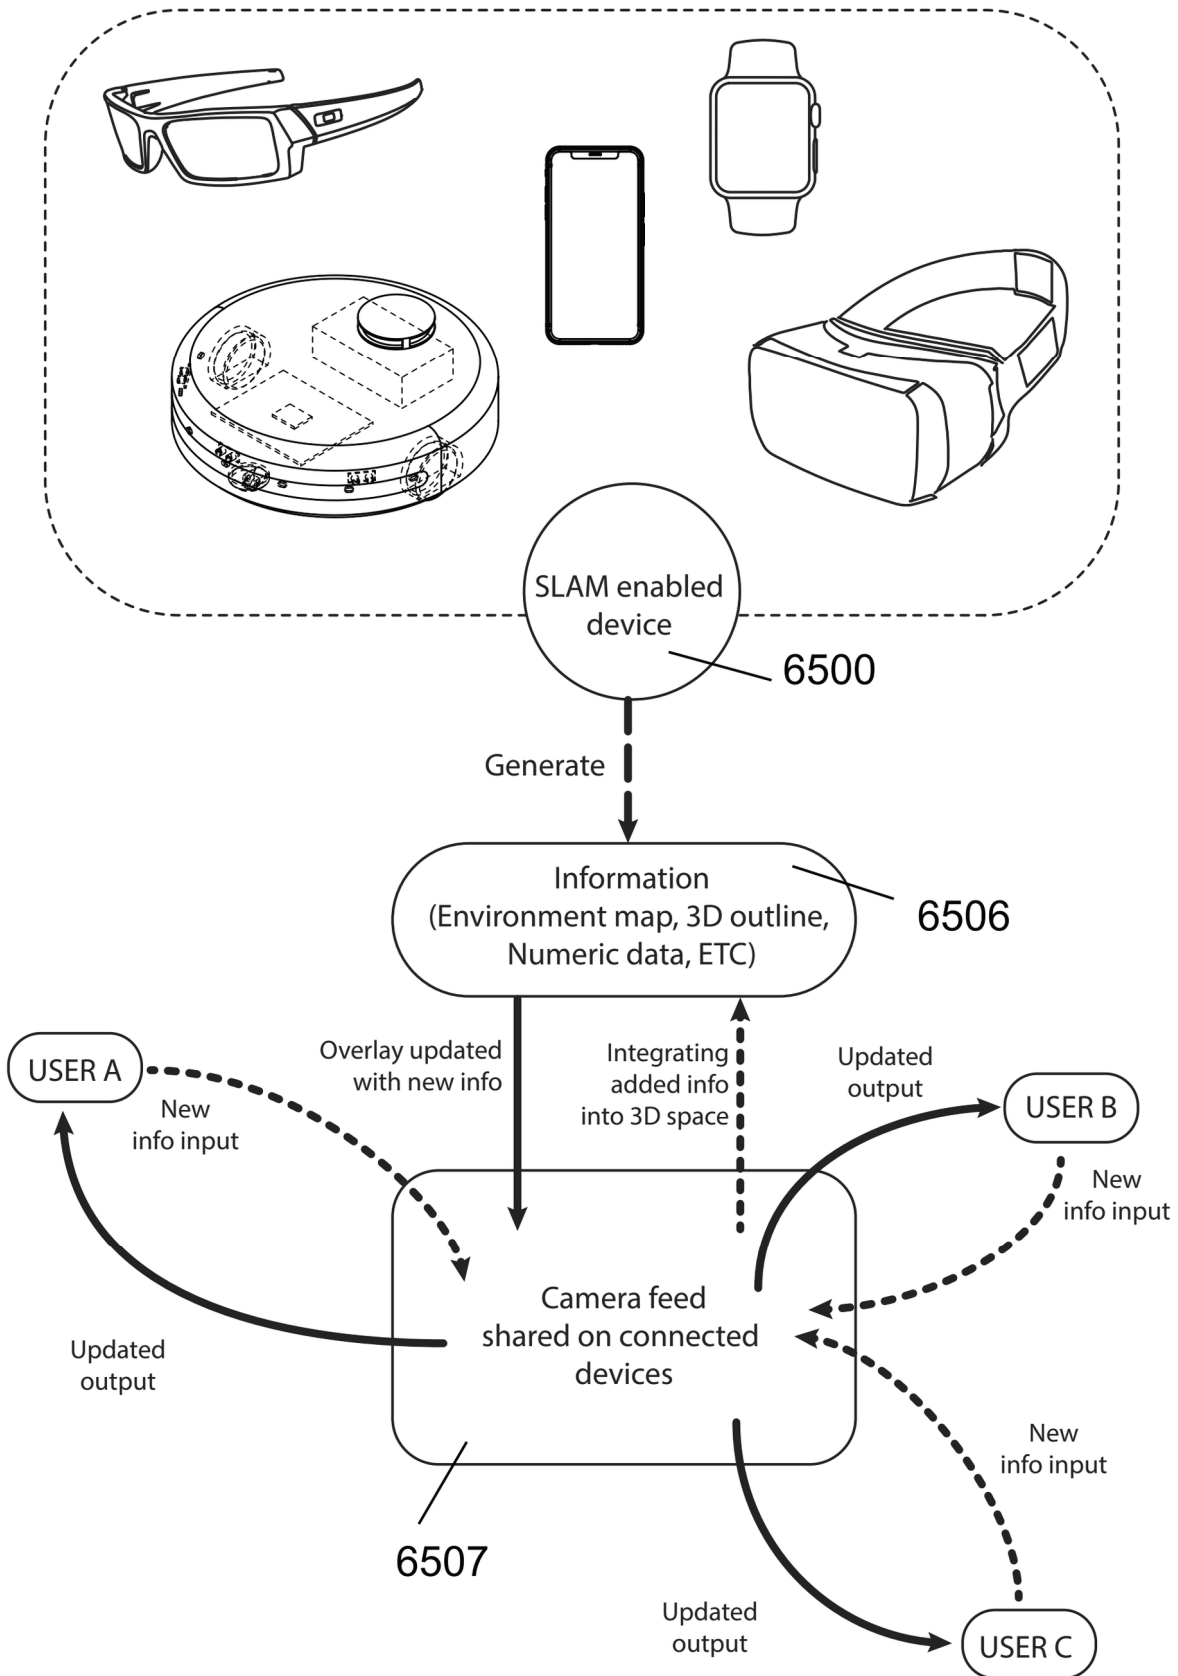 SLAM enabled
device
6500
Generate
Information
(Environment map, 3D outline,
Numeric data, ETC)
6506
USER A
New
info input
Overlay updated
with new info
Integrating
added info
into 3D space
Updated
output
USER B
New
info input
Camera feed
shared on connected
devices
Updated
output
New
info input
6507
Updated
output
USER C